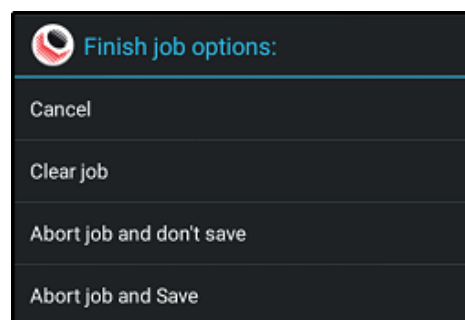 Finish job options:
Cancel
Clear job
Abort job and don't save
Abort job and Save